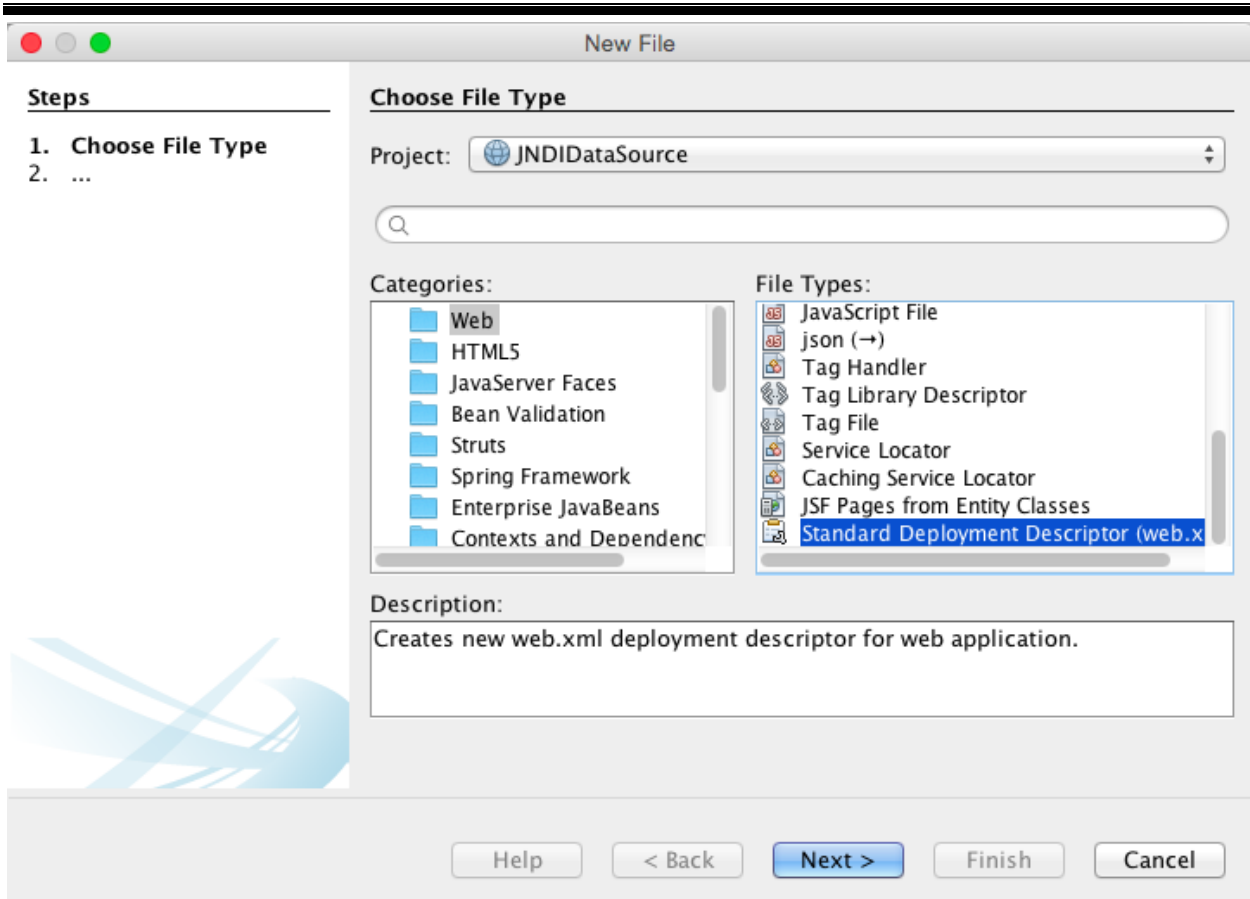 New File
Steps
1. Choose File Type
2. ...
Choose File Type
Project: JNDIDataSource
Categories:
Web
HTML5
JavaServer Faces
Bean Validation
Struts
Spring Framework
Enterprise JavaBeans
Contexts and Dependenc
File Types:
JavaScript File
json (→)
Tag Handler
Tag Library Descriptor
Tag File
Service Locator
Caching Service Locator
JSF Pages from Entity Classes
Standard Deployment Descriptor (web.x
Description:
Creates new web.xml deployment descriptor for web application.
Help < Back Next > Finish Cancel